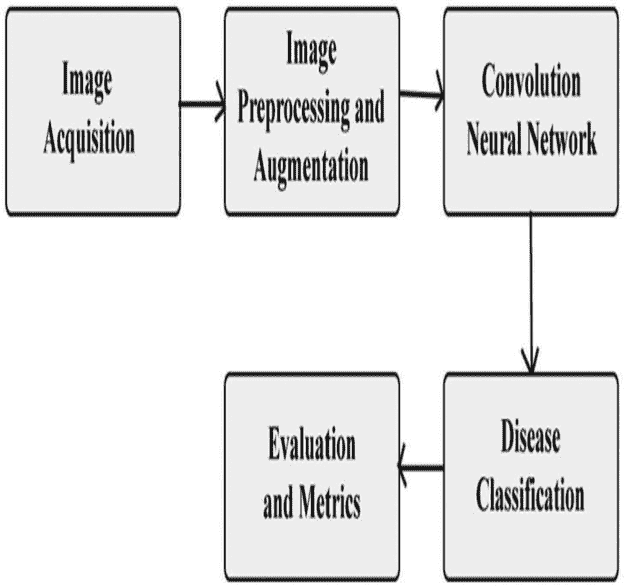 Image
Acquisition
Image
Preprocessing and
Augmentation
Convolution
Neural Network
Disease
Classification
Evaluation
and Metrics